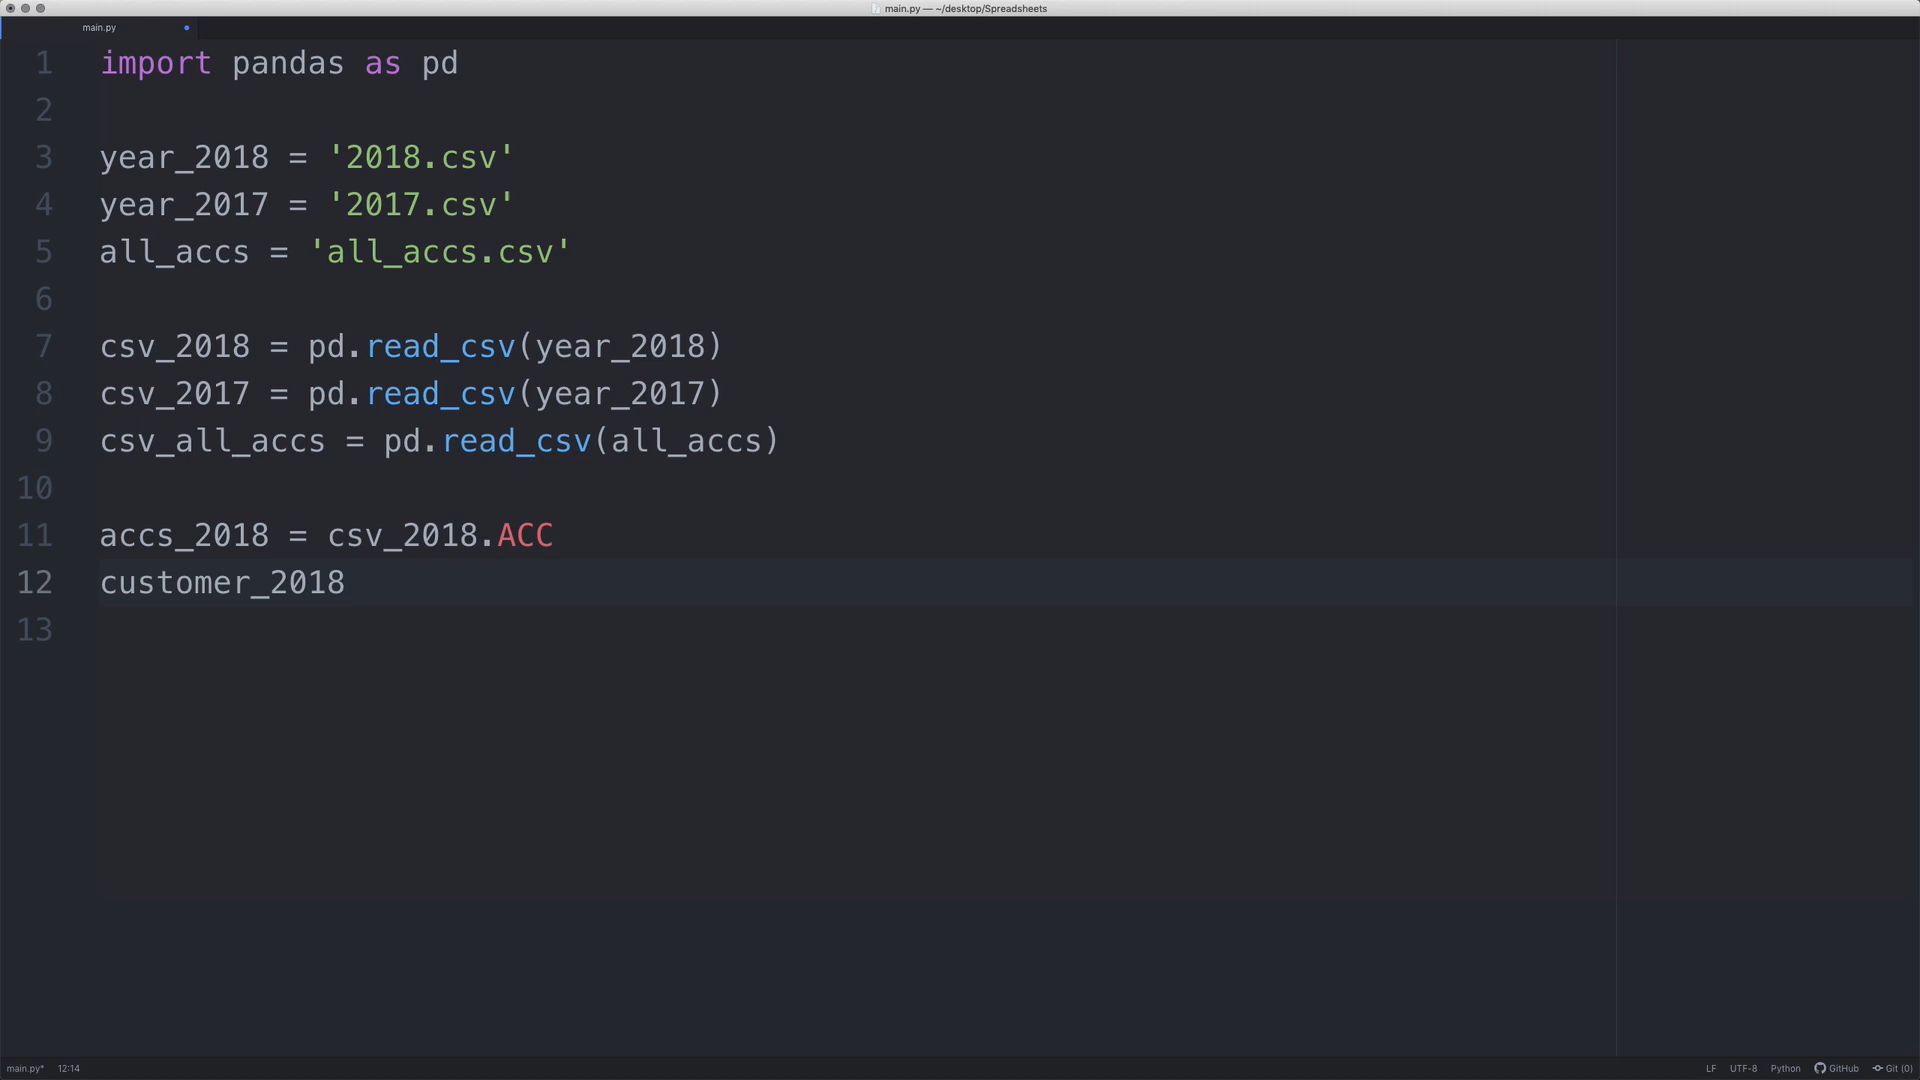 main.py — ~/desktop/Spreadsheets
main.py
1 import pandas as pd
2
3 year_2018 = '2018.csv'
4 year_2017 = '2017.csv'
5 all_accs = 'all_accs.csv'
6
7 csv_2018 = pd.read_csv(year_2018)
8 csv_2017 = pd.read_csv(year_2017)
9 csv_all_accs = pd.read_csv(all_accs)
10
11 accs_2018 = csv_2018.ACC
12 customer_2018
13
main.py* 12:14 LF UTF-8 Python GitHub Git (0)